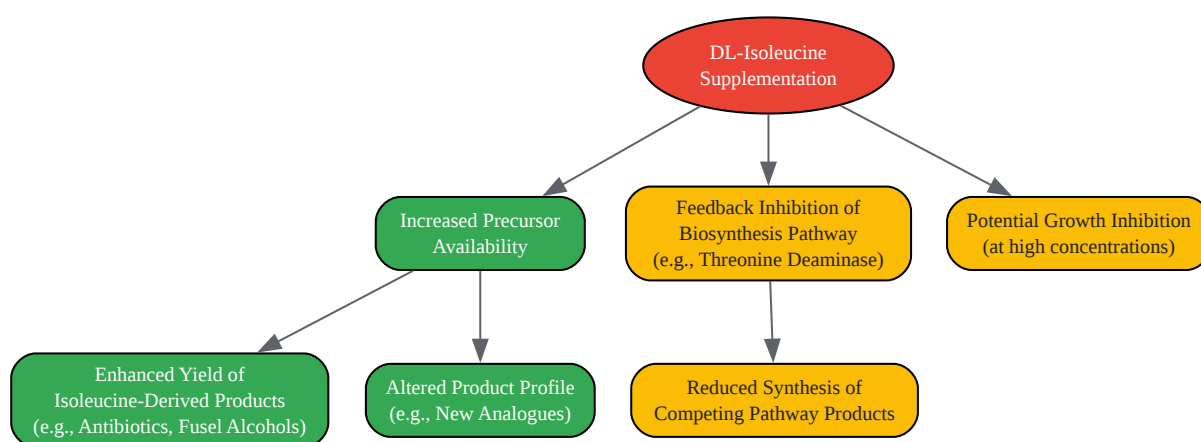 DL-Isoleucine
Supplementation
Increased Precursor
Availability
Feedback Inhibition of
Biosynthesis Pathway
(e.g., Threonine Deaminase)
Potential Growth Inhibition
(at high concentrations)
Enhanced Yield of
Isoleucine-Derived Products
(e.g., Antibiotics, Fusel Alcohols)
Altered Product Profile
(e.g., New Analogues)
Reduced Synthesis of
Competing Pathway Products